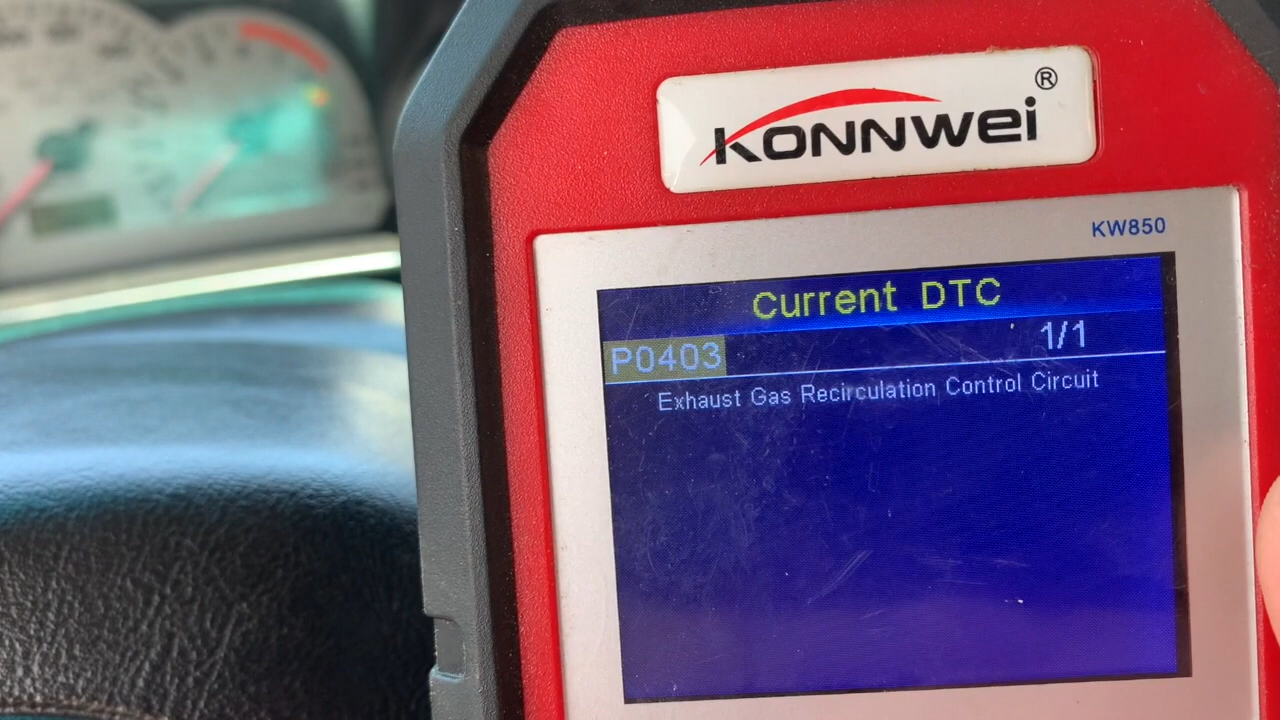 KONNWEI ®
KW850
Current DTC
P0403 1/1
Exhaust Gas Recirculation Control Circuit